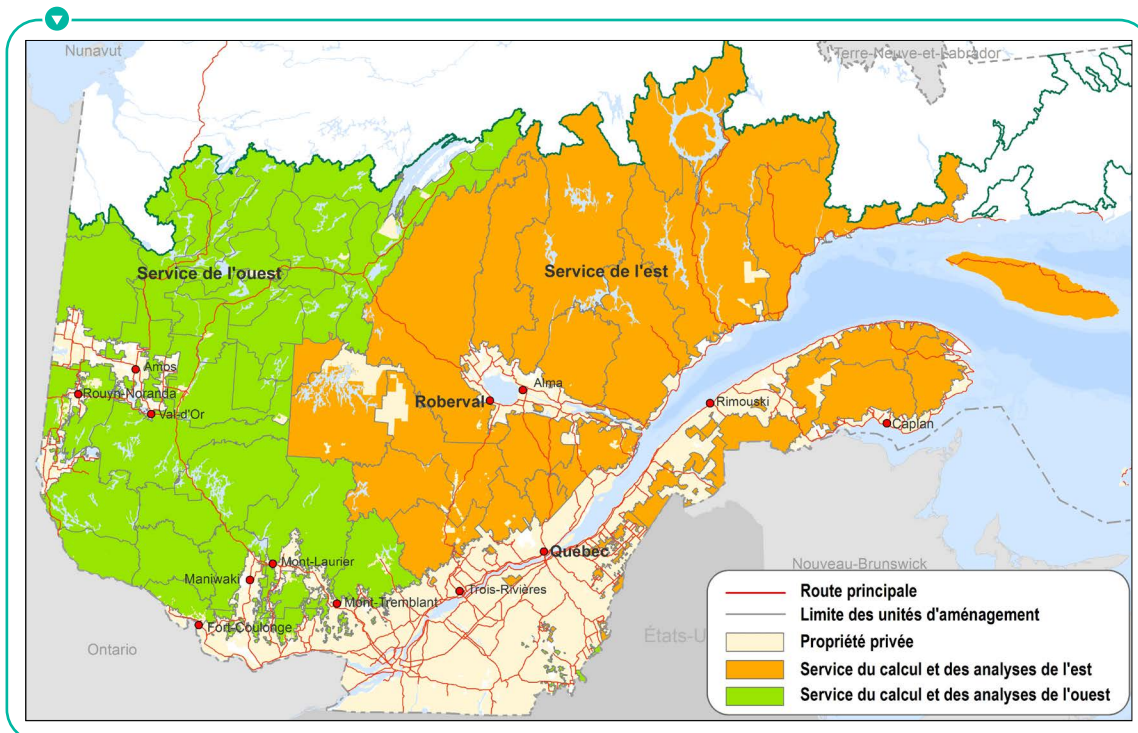 Nunavut
Terre-Neuve-et-Labrador
Service de l'ouest
Service de l'est
Amos
Rouyn-Noranda
Val-d'Or
Alma
Roberval
Rimouski
Caplan
Québec
Mont-Laurier
Maniwaki
Mont-Tremblant
Trois-Rivières
Fort-Coulonge
Nouveau-Brunswick
Ontario
États-U
Route principale
Limite des unités d'aménagement
Propriété privée
Service du calcul et des analyses de l'est
Service du calcul et des analyses de l'ouest